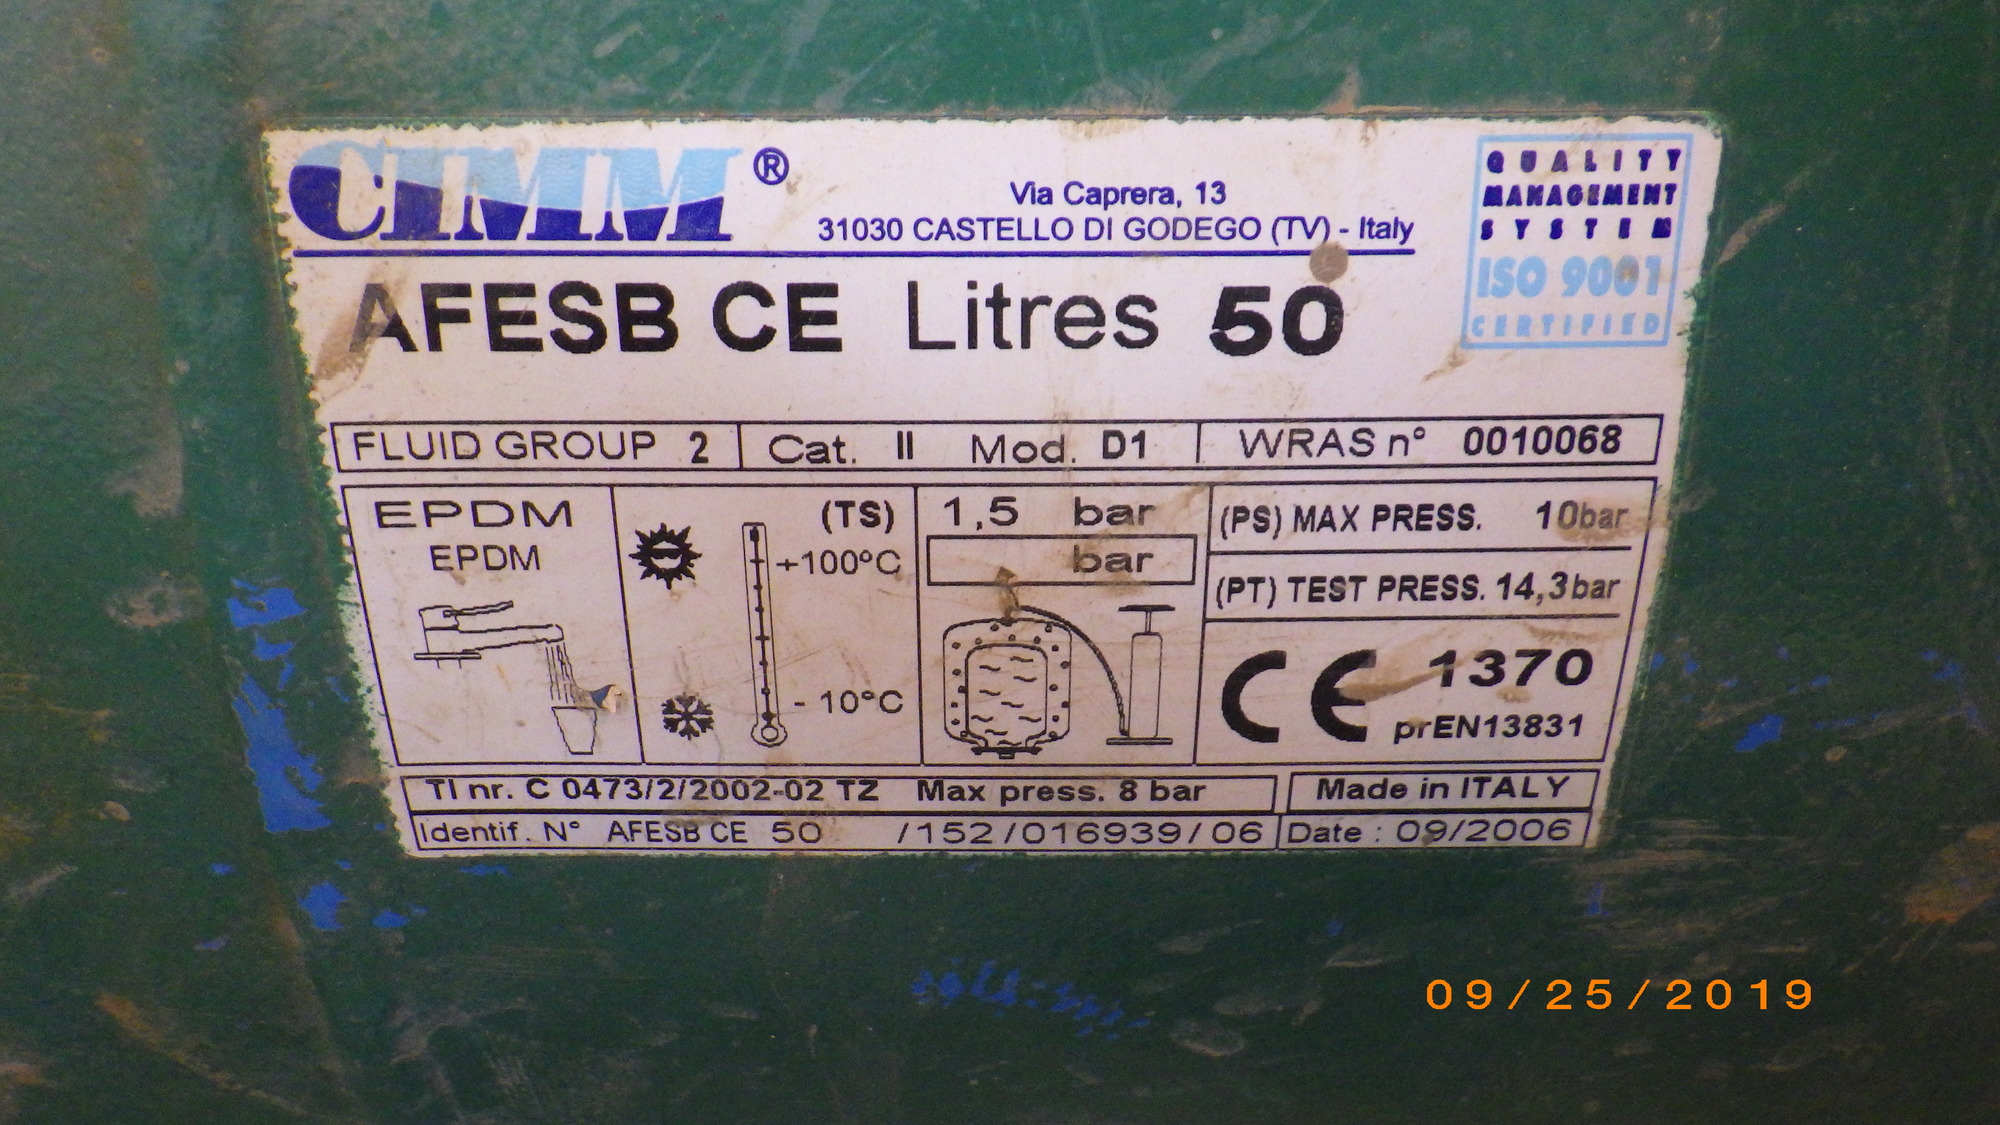 CIMM ®
Via Caprera, 13
31030 CASTELLO DI GODEGO (TV) - Italy
QUALITY
MANAGEMENT
SYSTEM
ISO 9001
CERTIFIED
AFESB CE Litres 50
FLUID GROUP 2 Cat. II Mod. D1 WRAS n° 0010068
EPDM
EPDM
(TS)
+100°C
- 10°C
1,5 bar
bar
(PS) MAX PRESS. 10bar
(PT) TEST PRESS. 14,3bar
CE 1370
prEN13831
TI nr. C 0473/2/2002-02 TZ Max press. 8 bar Made in ITALY
Identif. N° AFESB CE 50 /152/016939/06 Date : 09/2006
09/25/2019